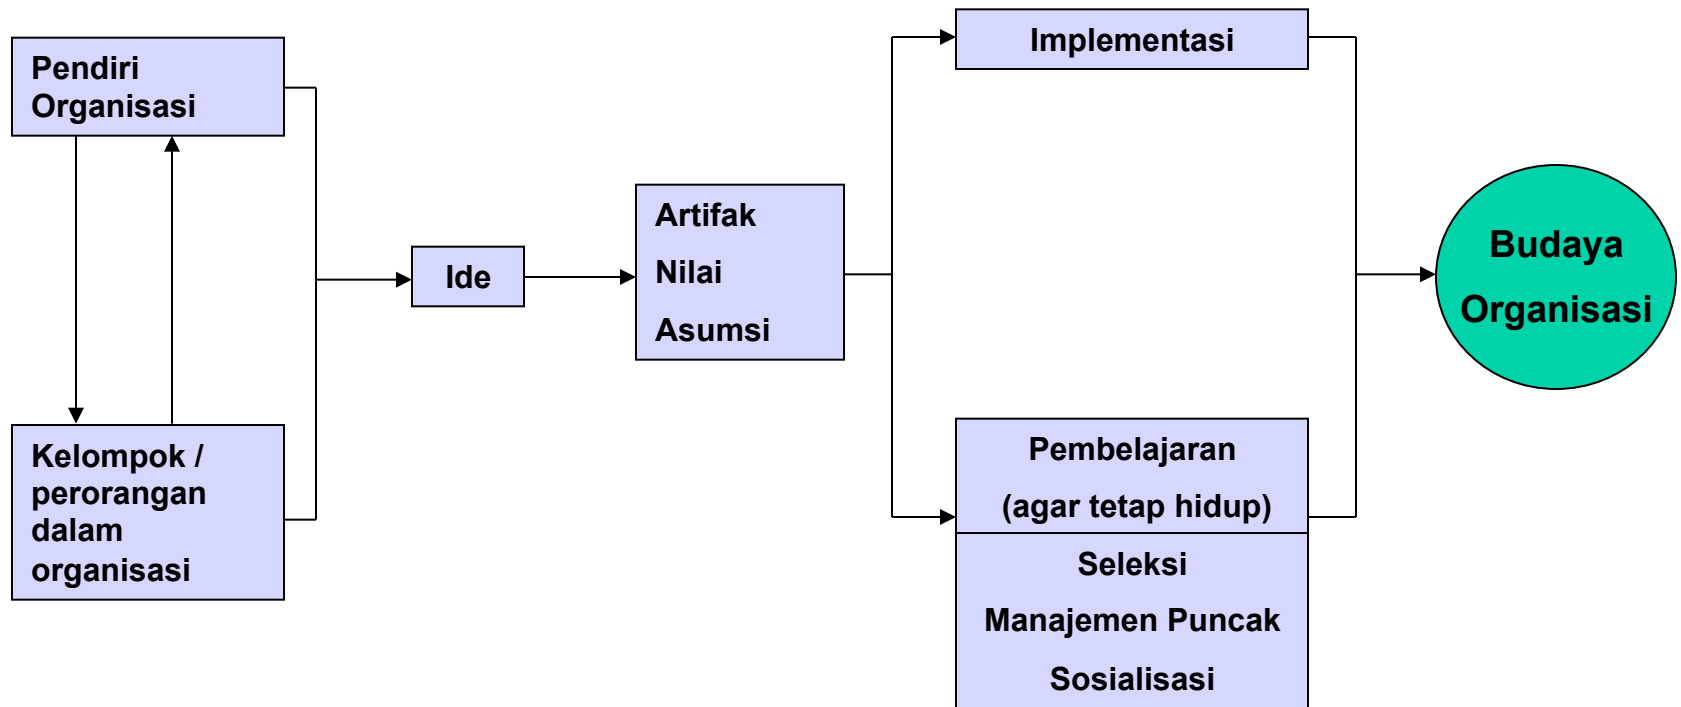 Pendiri
Organisasi
Kelompok /
perorangan
dalam
organisasi
Ide
Artifak
Nilai
Asumsi
Implementasi
Pembelajaran
(agar tetap hidup)
Seleksi
Manajemen Puncak
Sosialisasi
Budaya
Organisasi